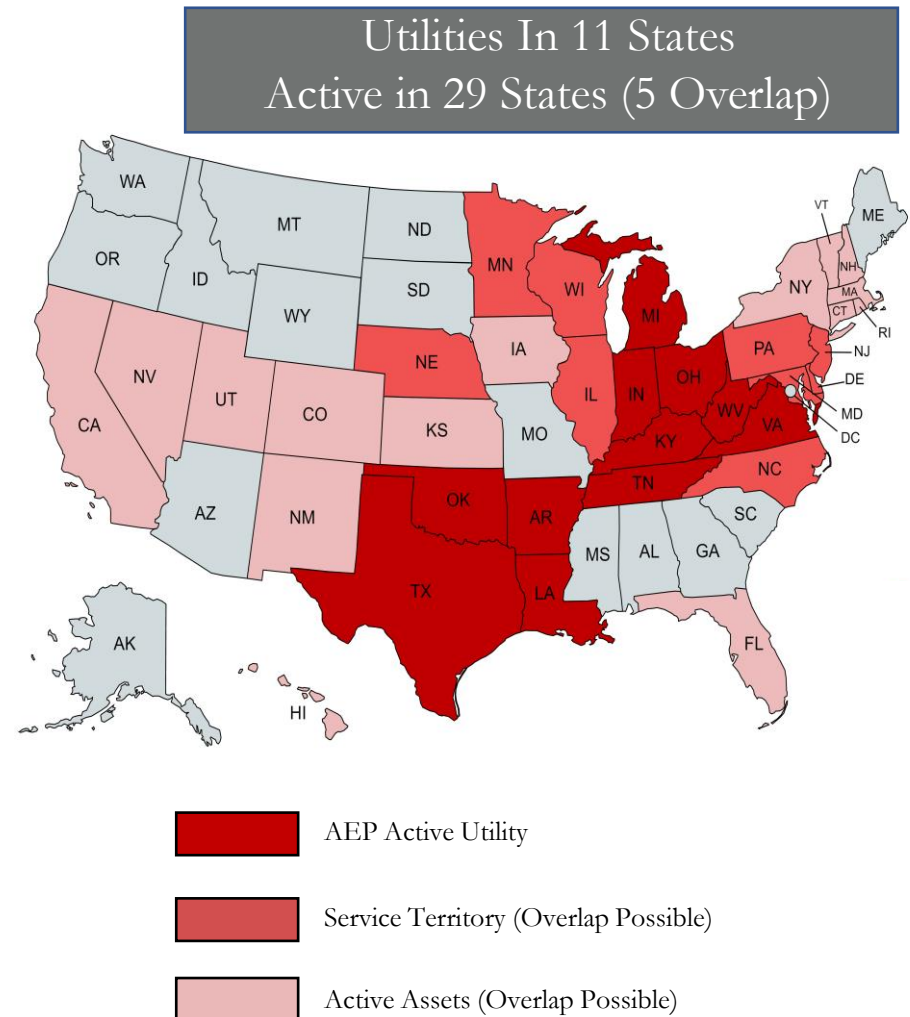 Utilities In 11 States
Active in 29 States (5 Overlap)
WA
MT
ND
MN
VT
ME
OR
ID
SD
WI
NY
NH
MA
CT
RI
WY
MI
IA
PA
NJ
NE
OH
DE
NV
UT
CO
IL
IN
WV
MD
CA
KS
MO
KY
VA
DC
NC
TN
AZ
NM
OK
AR
SC
MS
AL
GA
TX
LA
AK
FL
HI
AEP Active Utility
Service Territory (Overlap Possible)
Active Assets (Overlap Possible)